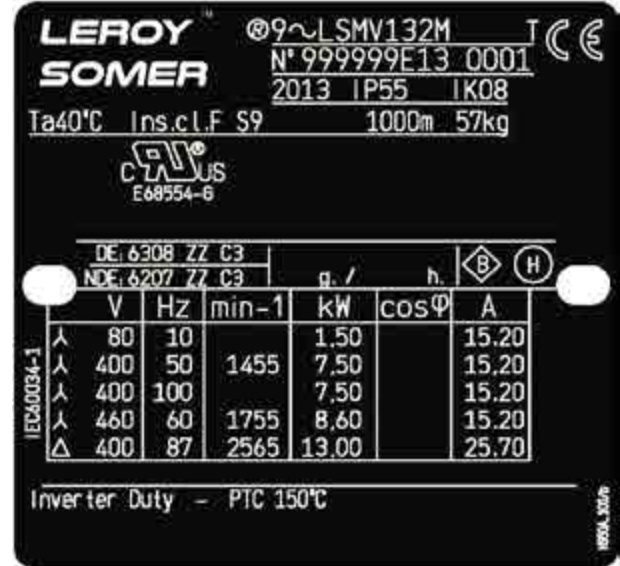 LEROY ®9~LSMV132M T CE
SOMER N° 999999E13 0001
2013 IP55 IK08
Ta40°C Ins.cl.F S9 1000m 57kg
C RU® US
E68554-G
DE: 6308 ZZ C3
NDE: 6207 ZZ C3 g. / h. B H
V Hz min-1 kW cosφ A
⅄ 80 10 1,50 15.20
⅄ 400 50 1455 7,50 15.20
⅄ 400 100 7,50 15.20
⅄ 460 60 1755 8,60 15.20
Δ 400 87 2565 13,00 25.70
IEC60034-1
Inverter Duty - PTC 150°C